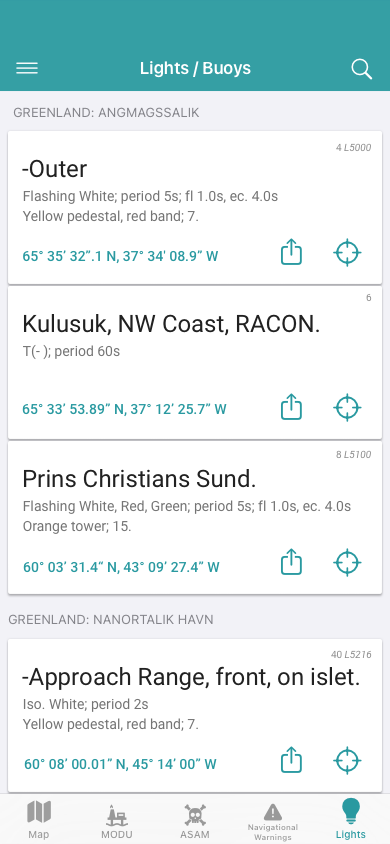 Lights / Buoys
GREENLAND: ANGMAGSSALIK
4 L5000
-Outer
Flashing White; period 5s; fl 1.0s, ec. 4.0s
Yellow pedestal, red band; 7.
65° 35’ 32”.1 N, 37° 34' 08.9” W
6
Kulusuk, NW Coast, RACON.
T(- ); period 60s
65° 33’ 53.89” N, 37° 12’ 25.7” W
8 L5100
Prins Christians Sund.
Flashing White, Red, Green; period 5s; fl 1.0s, ec. 4.0s
Orange tower; 15.
60° 03’ 31.4” N, 43° 09’ 27.4” W
GREENLAND: NANORTALIK HAVN
40 L5216
-Approach Range, front, on islet.
Iso. White; period 2s
Yellow pedestal, red band; 7.
60° 08’ 00.01” N, 45° 14’ 00” W
Map
MODU
ASAM
Navigational
Warnings
Lights